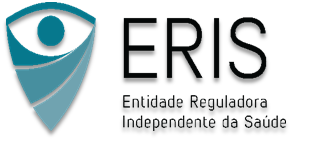 ERIS
Entidade Reguladora
Independente da Saúde